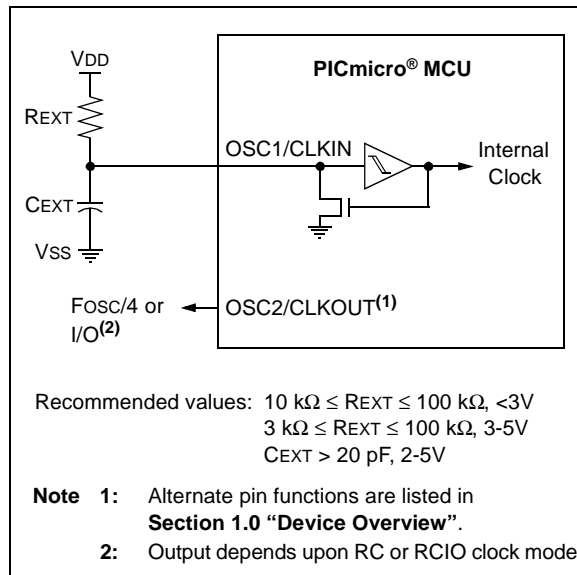 VDD
PICmicro® MCU
REXT
OSC1/CLKIN
Internal
Clock
CEXT
VSS
FOSC/4 or
I/O(2)
OSC2/CLKOUT(1)
Recommended values: 10 kΩ ≤ REXT ≤ 100 kΩ, <3V
3 kΩ ≤ REXT ≤ 100 kΩ, 3-5V
CEXT > 20 pF, 2-5V
Note 1: Alternate pin functions are listed in
Section 1.0 “Device Overview”.
2: Output depends upon RC or RCIO clock mode